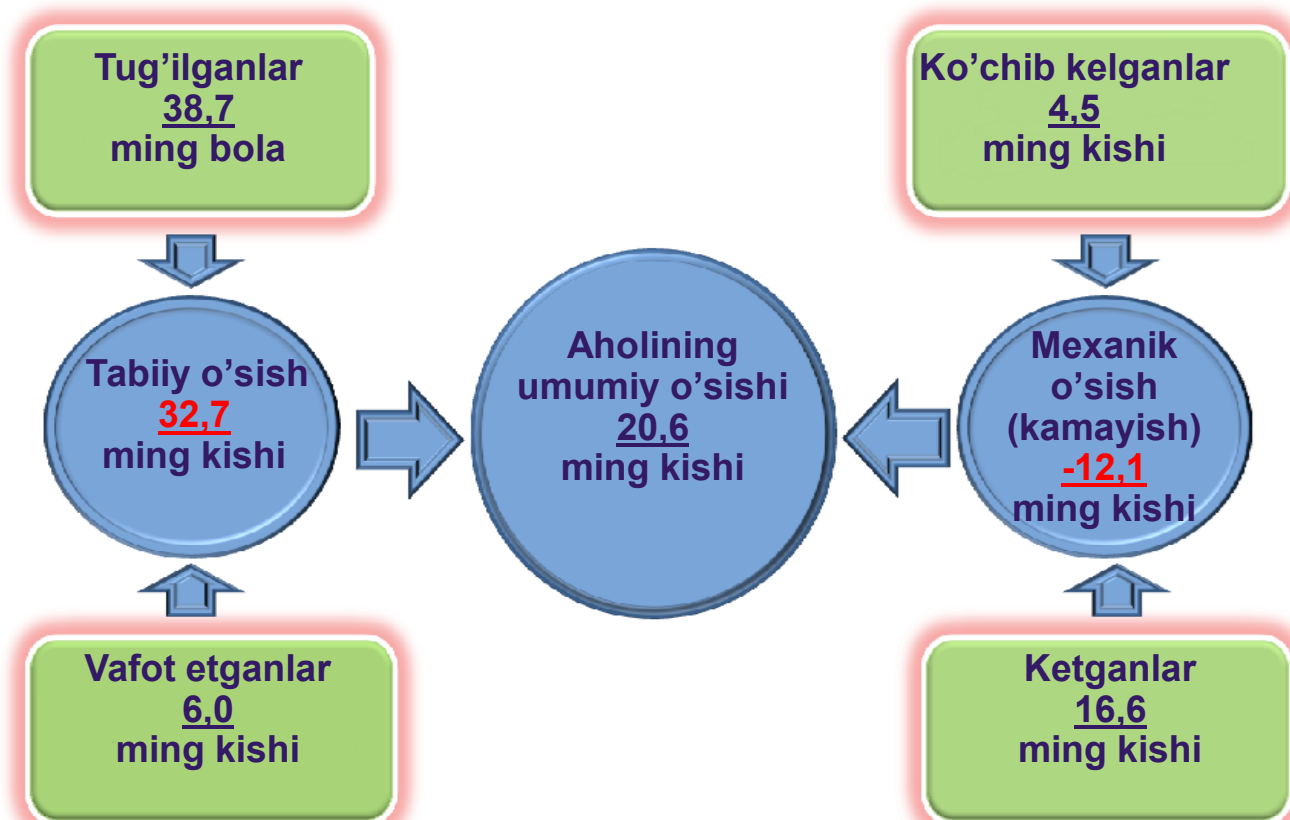 Tug’ilganlar
38,7
ming bola
Ko’chib kelganlar
4,5
ming kishi
Tabiiy o’sish
32,7
ming kishi
Aholining
umumiy o’sishi
20,6
ming kishi
Mexanik
o’sish
(kamayish)
-12,1
ming kishi
Vafot etganlar
6,0
ming kishi
Ketganlar
16,6
ming kishi